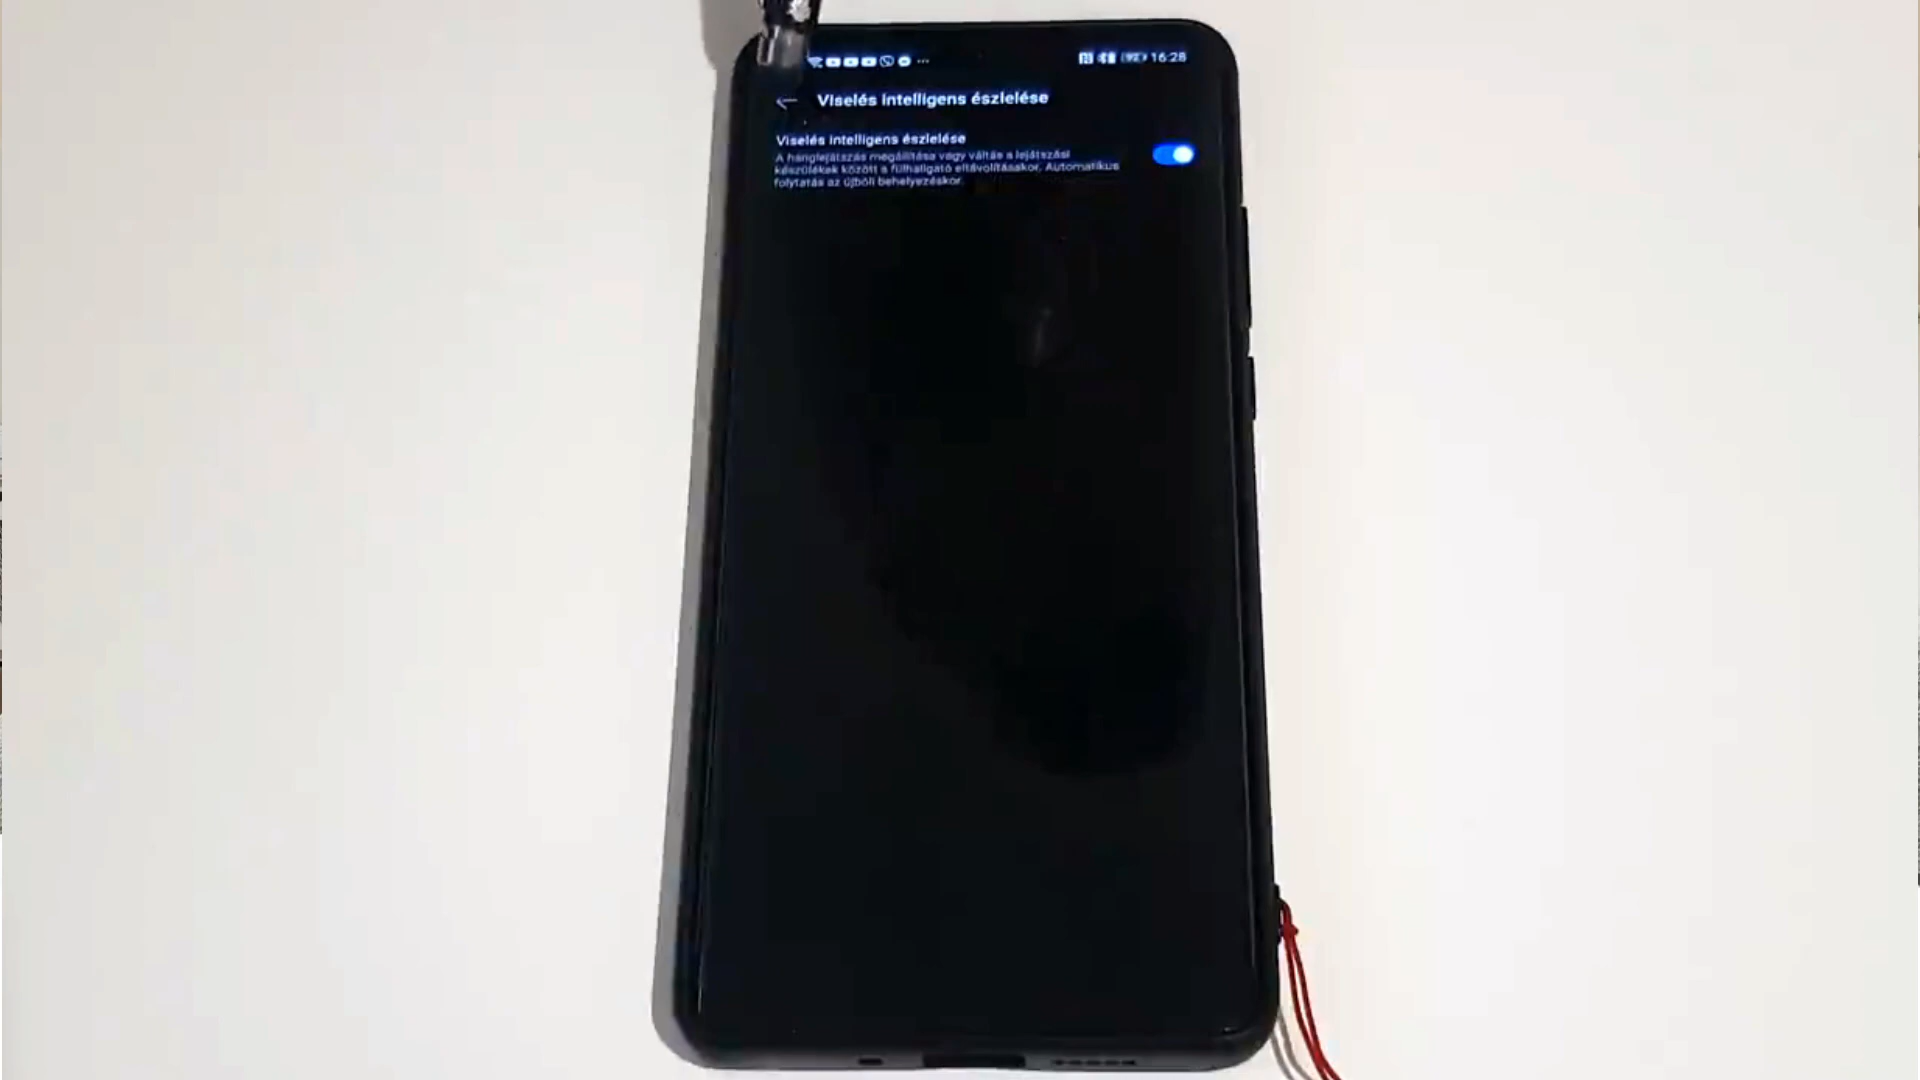 92 16:28
Viselés intelligens észlelése
Viselés intelligens észlelése
A hanglejátszás megállítása vagy váltás a lejátszási
készülékek között a fülhallgató eltávolításakor. Automatikus
folytatás az újbóli behelyezéskor.